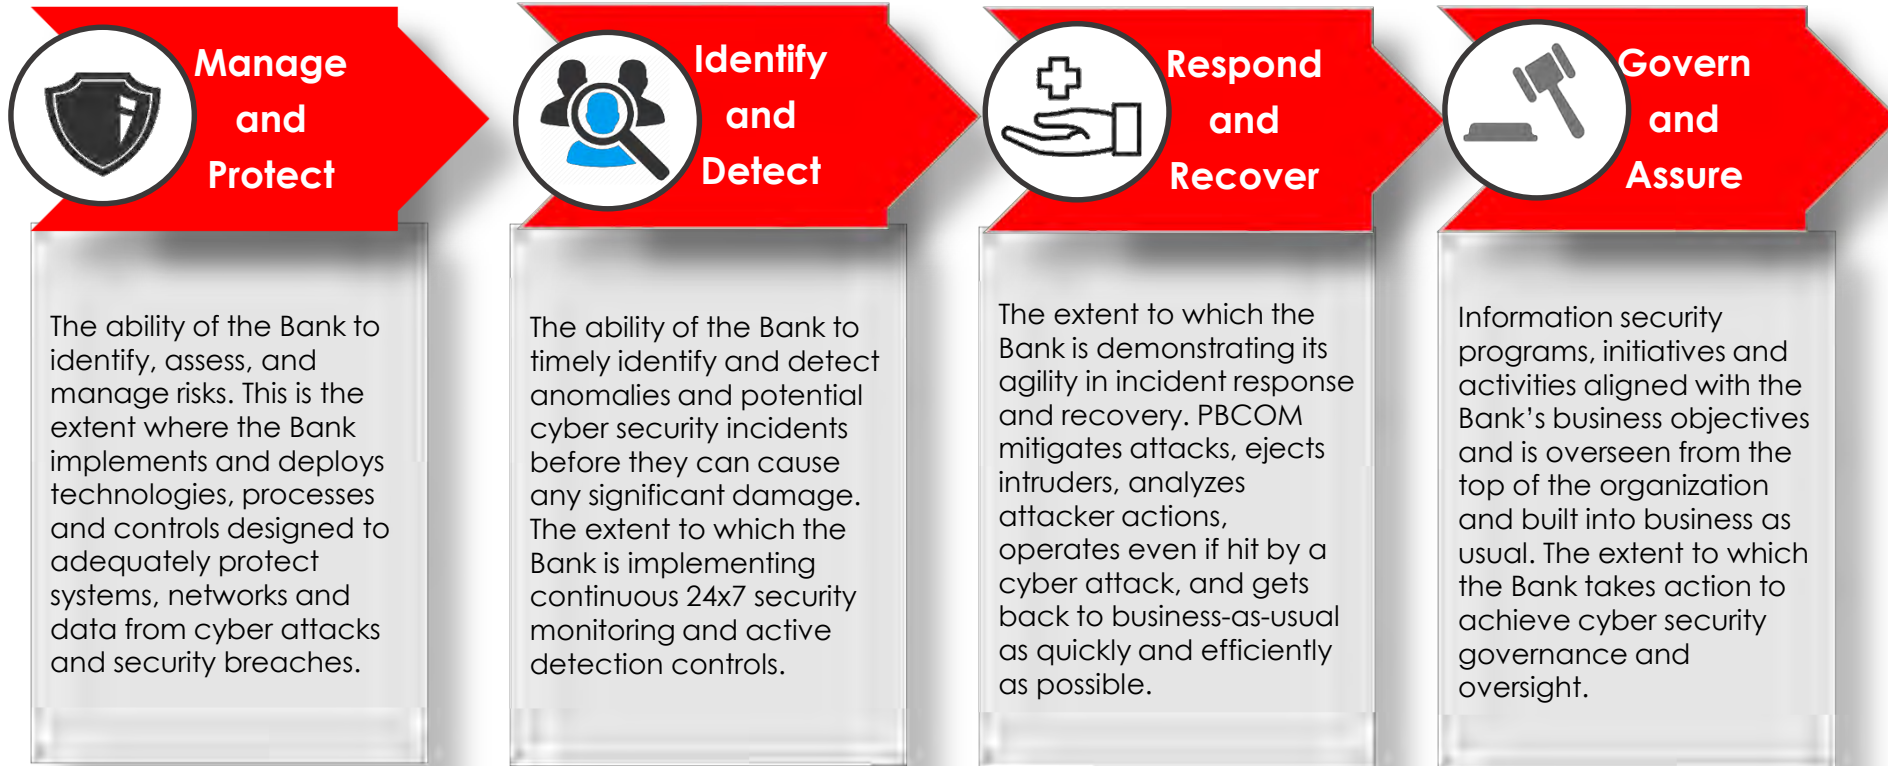 Manage
and
Protect
The ability of the Bank to
identify, assess, and
manage risks. This is the
extent where the Bank
implements and deploys
technologies, processes
and controls designed to
adequately protect
systems, networks and
data from cyber attacks
and security breaches.
Identify
and
Detect
The ability of the Bank to
timely identify and detect
anomalies and potential
cyber security incidents
before they can cause
any significant damage.
The extent to which the
Bank is implementing
continuous 24x7 security
monitoring and active
detection controls.
Respond
and
Recover
The extent to which the
Bank is demonstrating its
agility in incident response
and recovery. PBCOM
mitigates attacks, ejects
intruders, analyzes
attacker actions,
operates even if hit by a
cyber attack, and gets
back to business-as-usual
as quickly and efficiently
as possible.
Govern
and
Assure
Information security
programs, initiatives and
activities aligned with the
Bank’s business objectives
and is overseen from the
top of the organization
and built into business as
usual. The extent to which
the Bank takes action to
achieve cyber security
governance and
oversight.